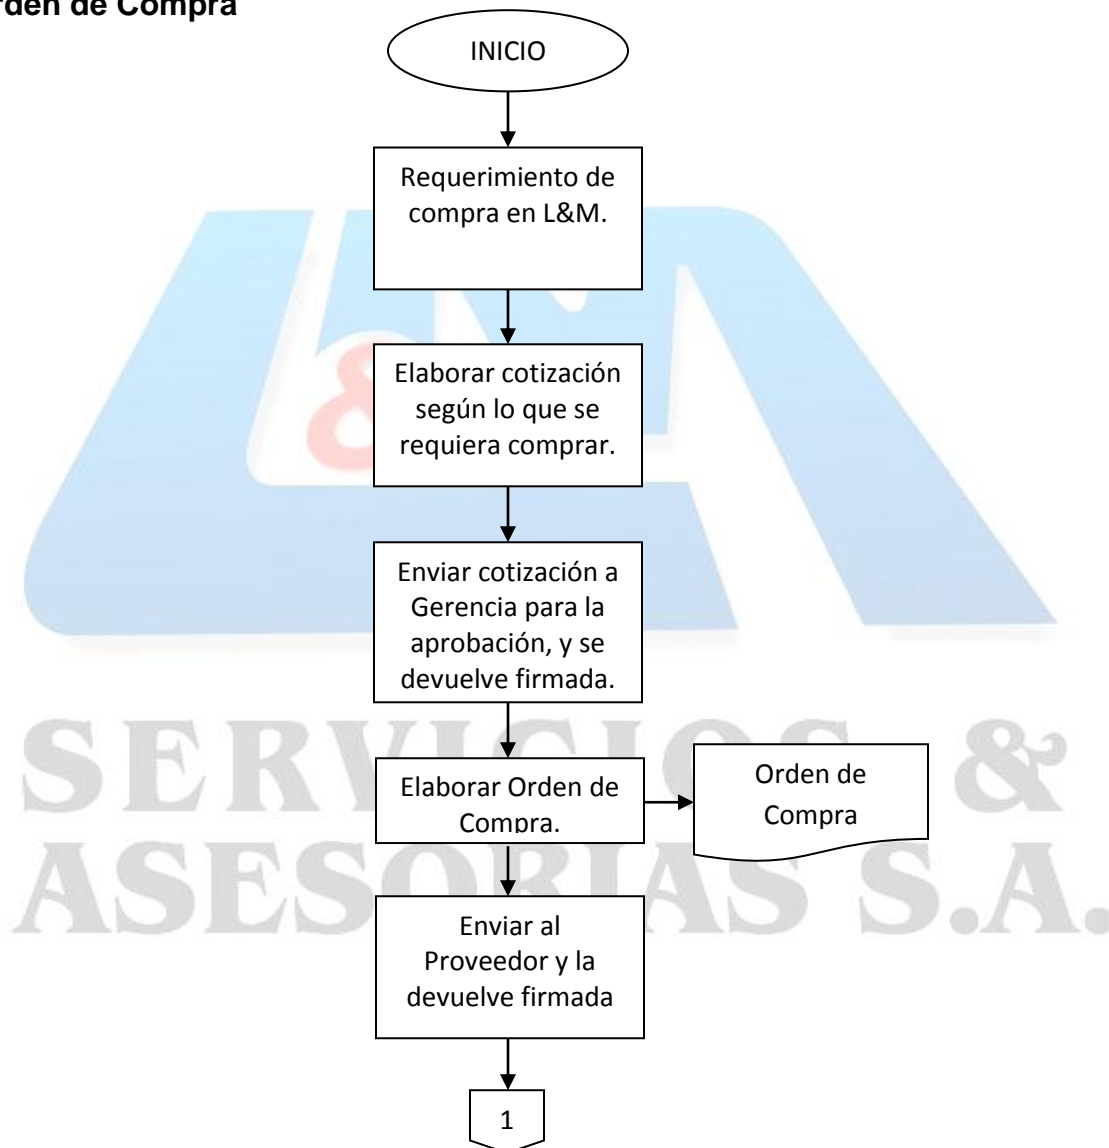 rden de Compra
INICIO
Requerimiento de
compra en L&M.
Elaborar cotización
según lo que se
requiera comprar.
Enviar cotización a
Gerencia para la
aprobación, y se
devuelve firmada.
Elaborar Orden de
Compra.
Orden de
Compra
Enviar al
Proveedor y la
devuelve firmada
1
L&M
SERVICIOS &
ASESORIAS S.A.